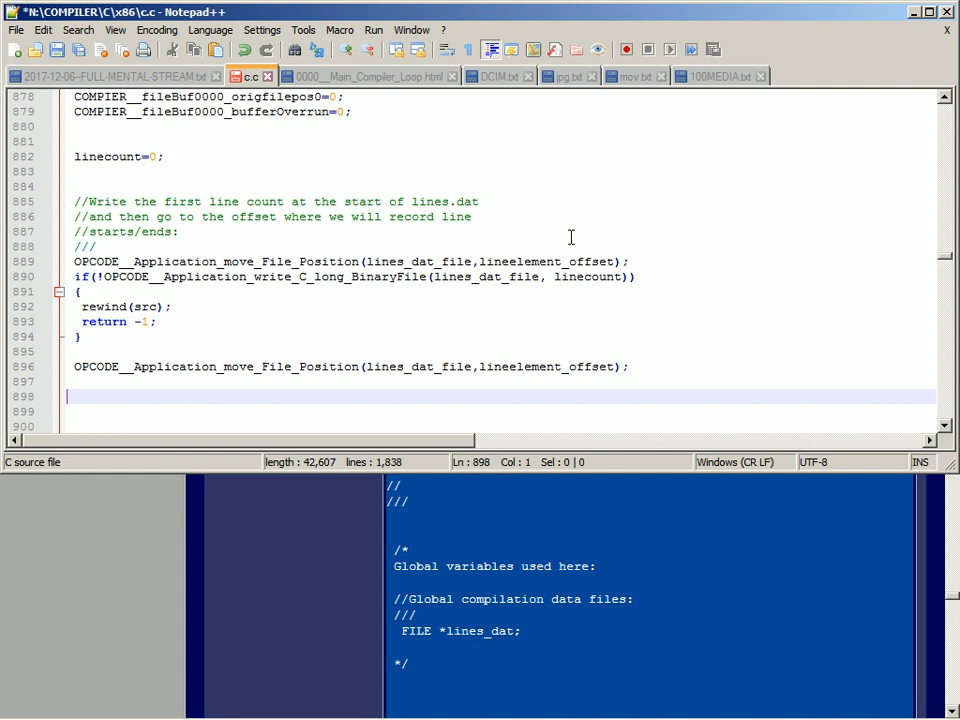 *N:\COMPILER\C\x86\c.c - Notepad++
File Edit Search View Encoding Language Settings Tools Macro Run Window ? X
2017-12-06--FULL-MENTAL-STREAM.txt c.c 0000__Main_Compiler_Loop.html DCIM.txt jpg.txt mov.txt 100MEDIA.txt
878 COMPIER__fileBuf0000_origfilepos0=0;
879 COMPIER__fileBuf0000_bufferOverrun=0;
880
881
882 linecount=0;
883
884
885 //Write the first line count at the start of lines.dat
886 //and then go to the offset where we will record line
887 //starts/ends:
888 ///
889 OPCODE__Application_move_File_Position(lines_dat_file,lineelement_offset);
890 if(!OPCODE__Application_write_C_long_BinaryFile(lines_dat_file, linecount))
891 {
892 rewind(src);
893 return -1;
894 }
895
896 OPCODE__Application_move_File_Position(lines_dat_file,lineelement_offset);
897
898
899
900
C source file length : 42,607 lines : 1,838 Ln : 898 Col : 1 Sel : 0 | 0 Windows (CR LF) UTF-8 INS
//
///
/*
Global variables used here:
//Global compilation data files:
///
FILE *lines_dat;
*/